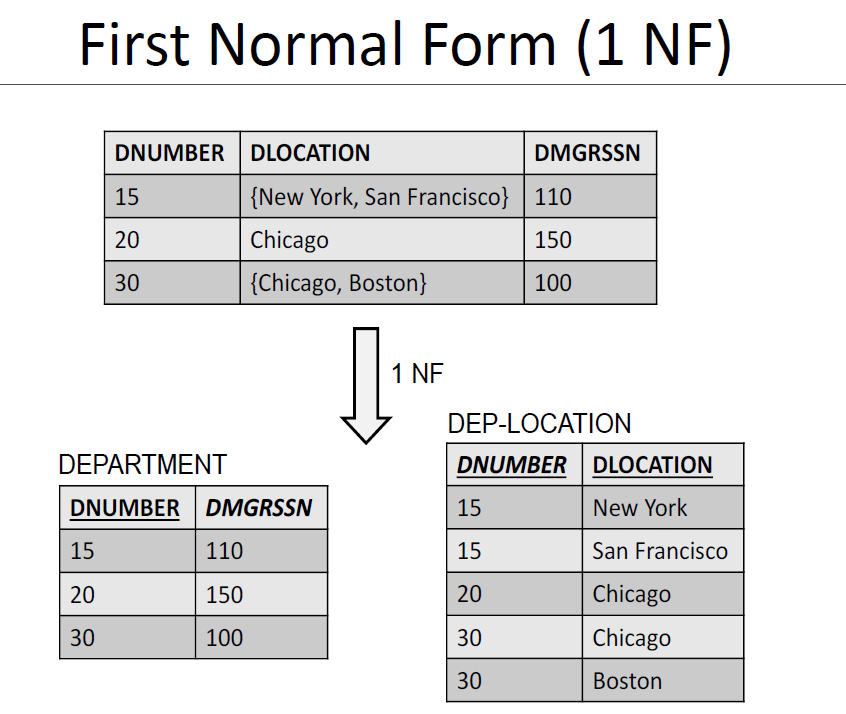 First Normal Form (1 NF)
DNUMBER DLOCATION DMGRSSN
15 {New York, San Francisco} 110
20 Chicago 150
30 {Chicago, Boston} 100
1 NF
DEPARTMENT
DNUMBER DMGRSSN
15 110
20 150
30 100
DEP-LOCATION
DNUMBER DLOCATION
15 New York
15 San Francisco
20 Chicago
30 Chicago
30 Boston